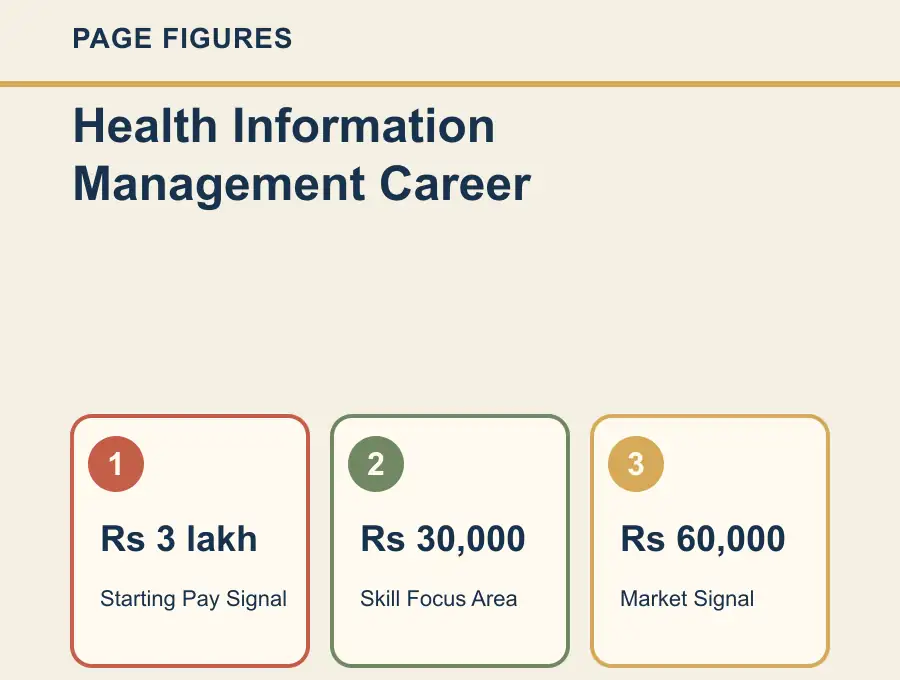 PAGE FIGURES
Health Information
Management Career
1
Rs 3 lakh
Starting Pay Signal
2
Rs 30,000
Skill Focus Area
3
Rs 60,000
Market Signal